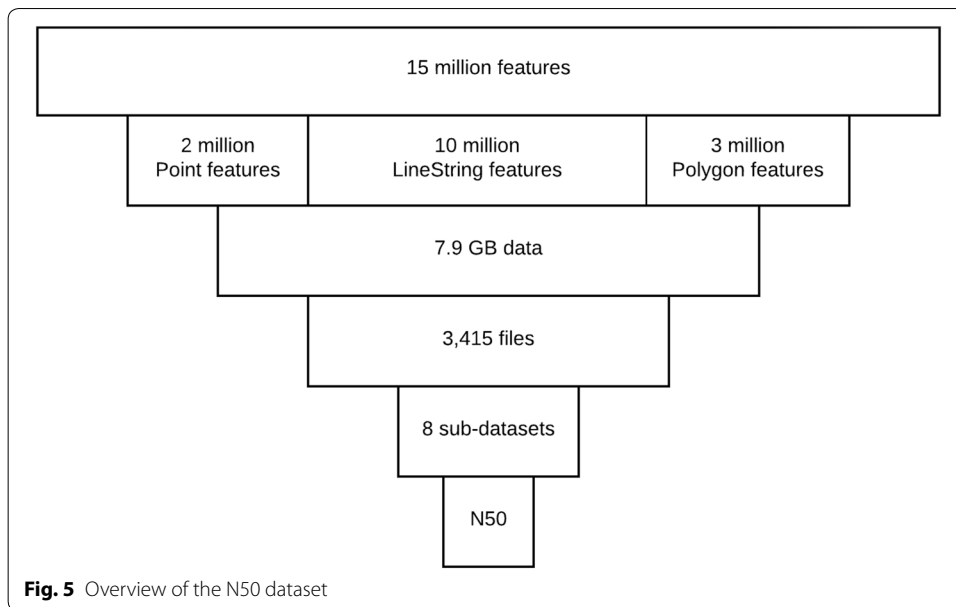 15 million features
2 million
Point features
10 million
LineString features
3 million
Polygon features
7.9 GB data
3,415 files
8 sub-datasets
N50
Fig. 5 Overview of the N50 dataset